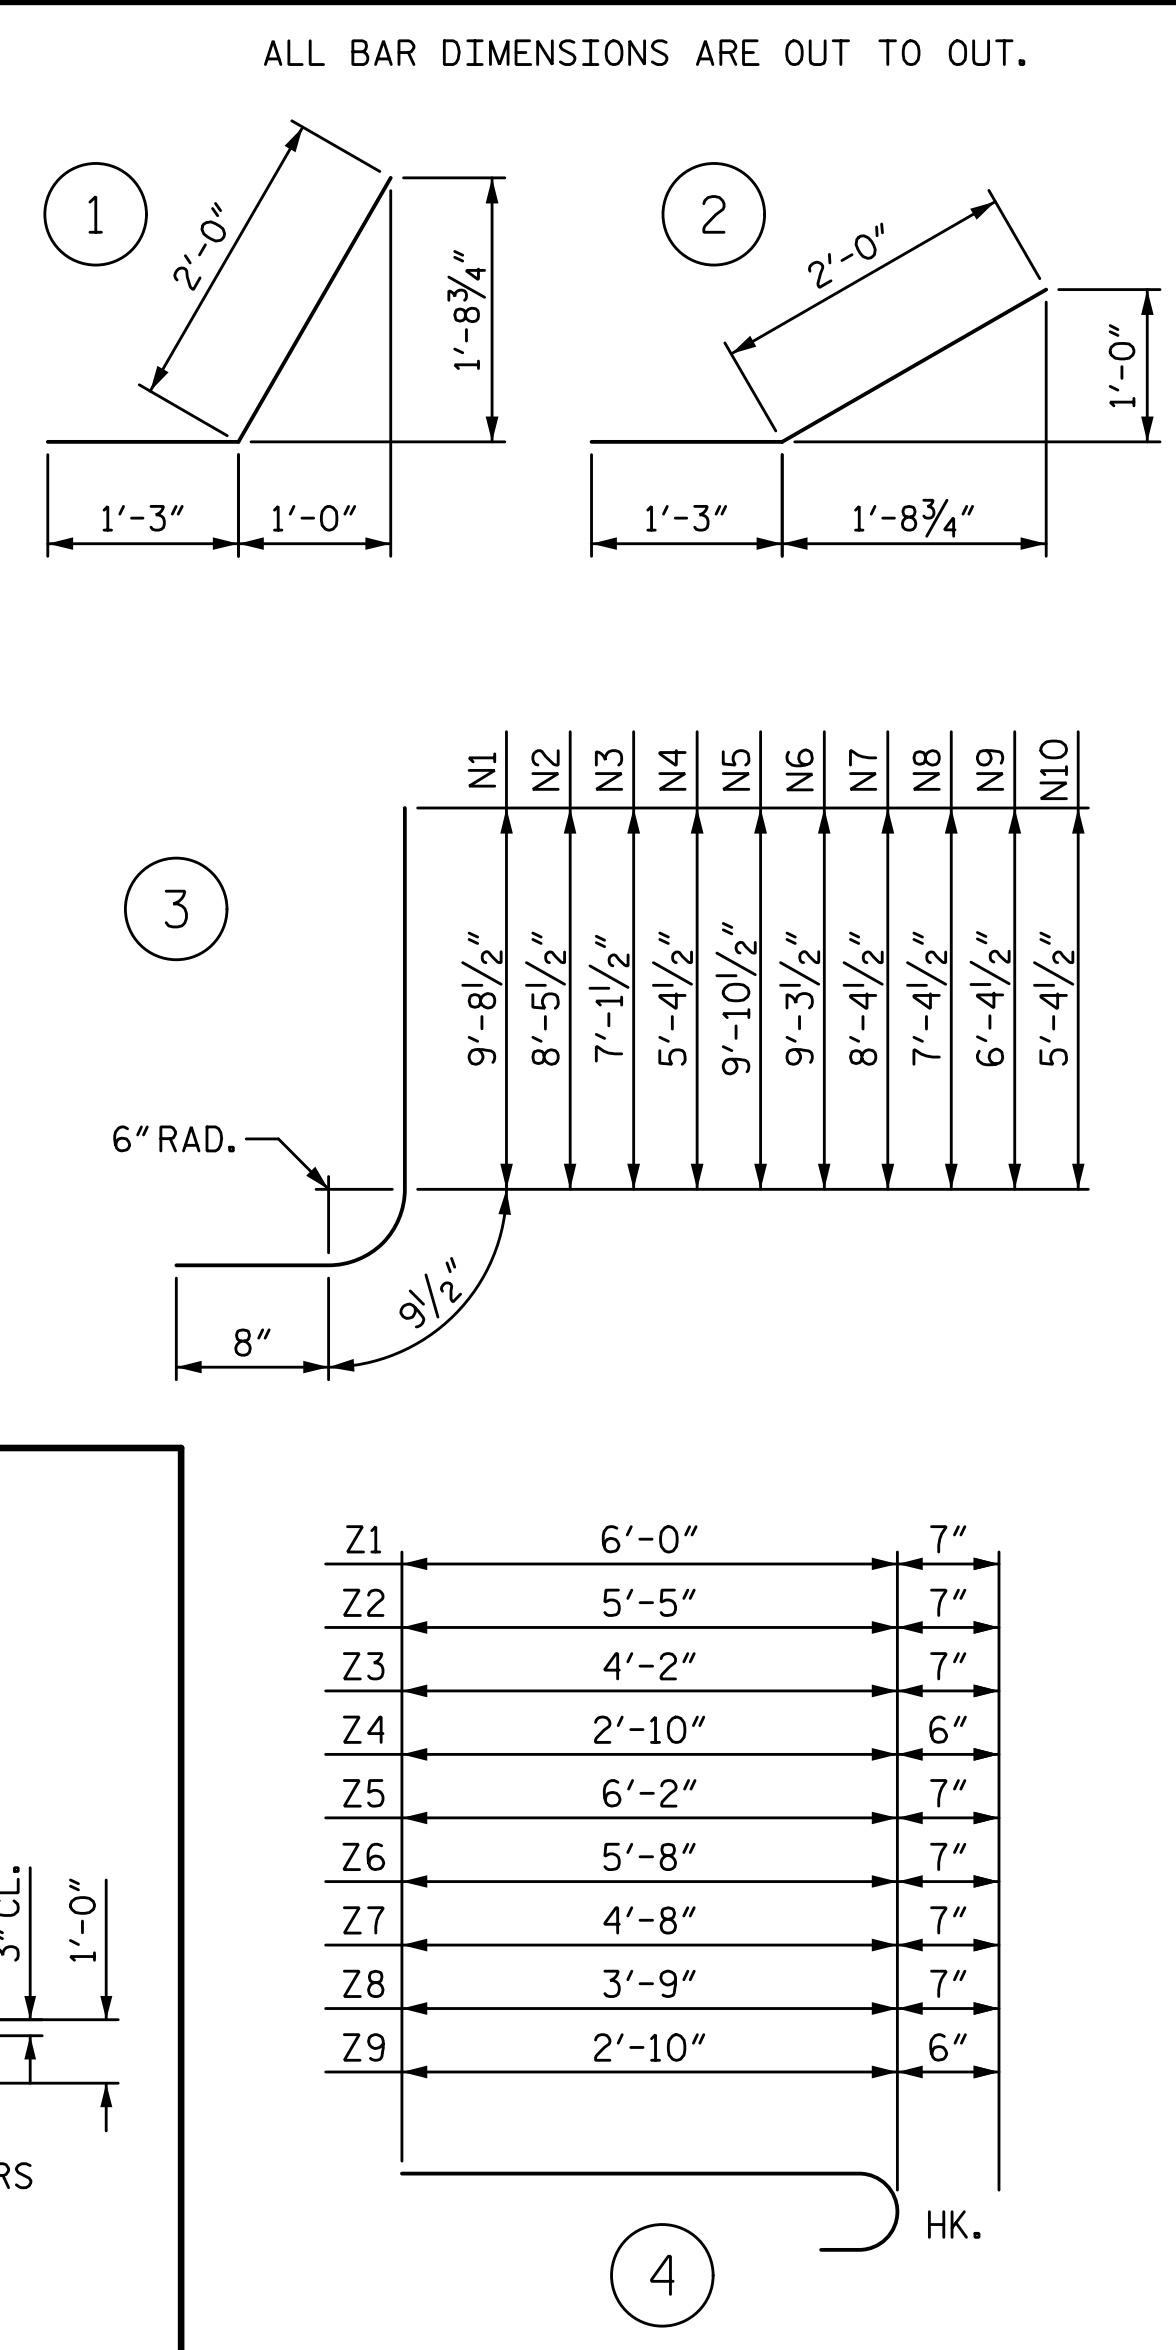 ALL BAR DIMENSIONS ARE OUT TO OUT.
1
2'-0"
1'-8¾"
1'-3"
1'-0"
2
2'-0"
1'-0"
1'-3"
1'-8¾"
3
N1
N2
N3
N4
N5
N6
N7
N8
N9
N10
9'-8½"
8'-5½"
7'-1½"
5'-4½"
9'-10½"
9'-3½"
8'-4½"
7'-4½"
6'-4½"
5'-4½"
6" RAD.
9½"
8"
Z1 6'-0" 7"
Z2 5'-5" 7"
Z3 4'-2" 7"
Z4 2'-10" 6"
Z5 6'-2" 7"
Z6 5'-8" 7"
Z7 4'-8" 7"
Z8 3'-9" 7"
Z9 2'-10" 6"
3" CL.
1'-0"
RS
HK.
4